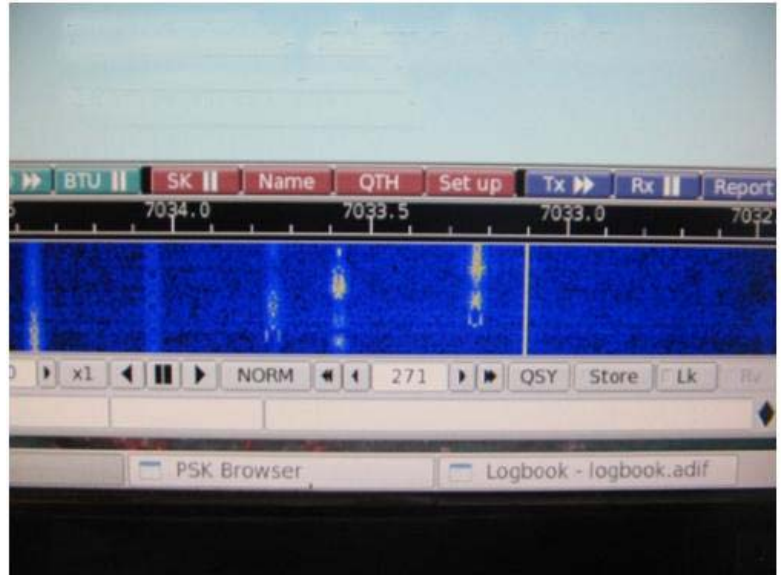 BTU SK Name QTH Set up Tx Rx Report
7034.0 7033.5 7033.0 7032
x1 NORM 271 QSY Store Lk
PSK Browser Logbook - logbook.adif